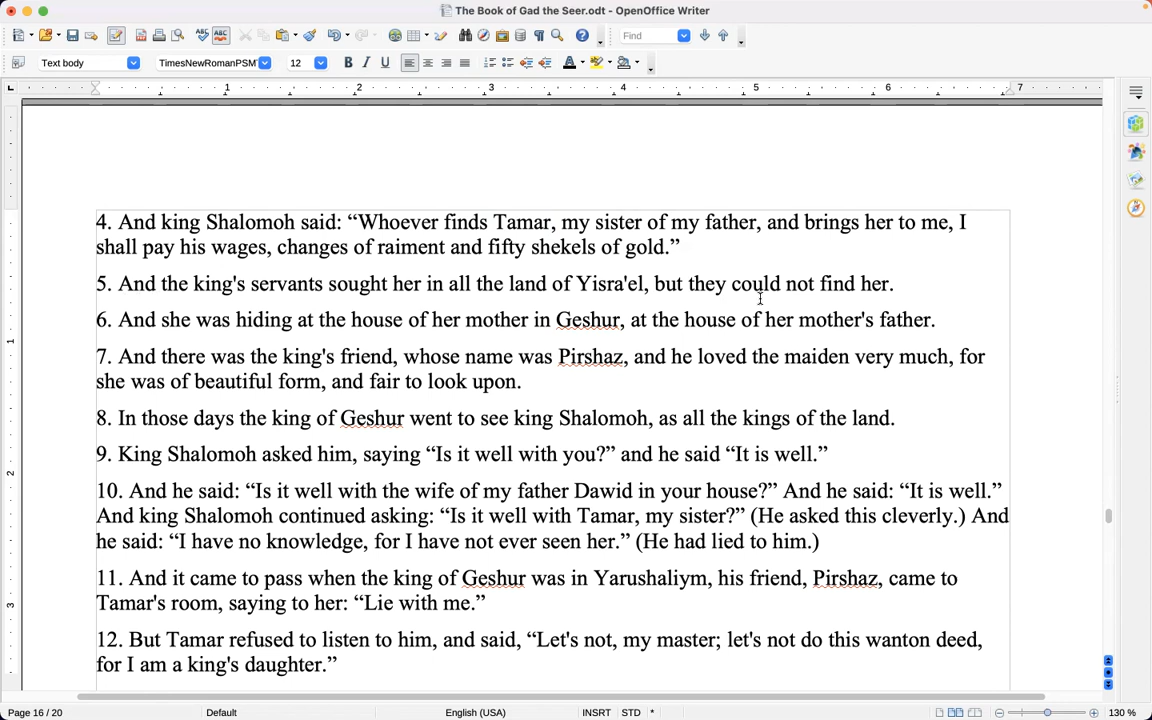 The Book of Gad the Seer.odt - OpenOffice Writer
Find
Text body
TimesNewRomanPSM
12
B I U
1 2 3 4 5 6 7
4. And king Shalomoh said: “Whoever finds Tamar, my sister of my father, and brings her to me, I
shall pay his wages, changes of raiment and fifty shekels of gold.”
5. And the king's servants sought her in all the land of Yisra'el, but they could not find her.
6. And she was hiding at the house of her mother in Geshur, at the house of her mother's father.
7. And there was the king's friend, whose name was Pirshaz, and he loved the maiden very much, for
she was of beautiful form, and fair to look upon.
8. In those days the king of Geshur went to see king Shalomoh, as all the kings of the land.
9. King Shalomoh asked him, saying “Is it well with you?” and he said “It is well.”
10. And he said: “Is it well with the wife of my father Dawid in your house?” And he said: “It is well.”
And king Shalomoh continued asking: “Is it well with Tamar, my sister?” (He asked this cleverly.) And
he said: “I have no knowledge, for I have not ever seen her.” (He had lied to him.)
11. And it came to pass when the king of Geshur was in Yarushaliym, his friend, Pirshaz, came to
Tamar's room, saying to her: “Lie with me.”
12. But Tamar refused to listen to him, and said, “Let's not, my master; let's not do this wanton deed,
for I am a king's daughter.”
1
2
3
Page 16 / 20
Default
English (USA)
INSRT
STD
*
130 %